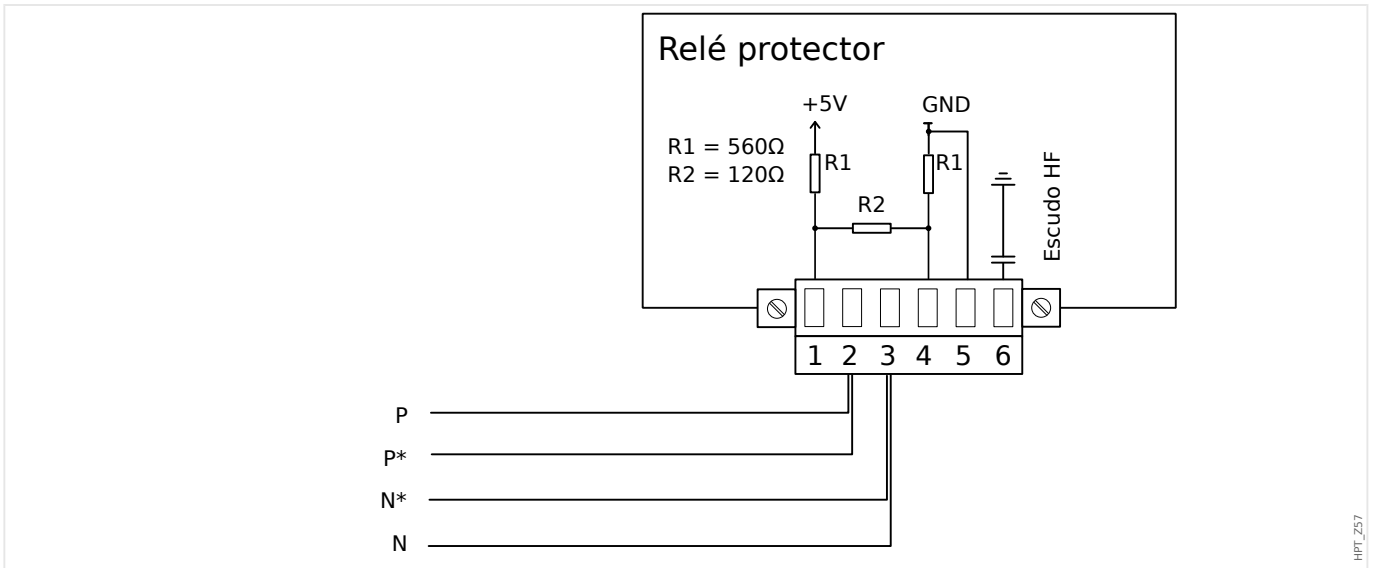 Relé protector
+5V
GND
R1 = 560Ω
R2 = 120Ω
R1
R1
R2
Escudo HF
1 2 3 4 5 6
P
P*
N*
N
HPT_Z57